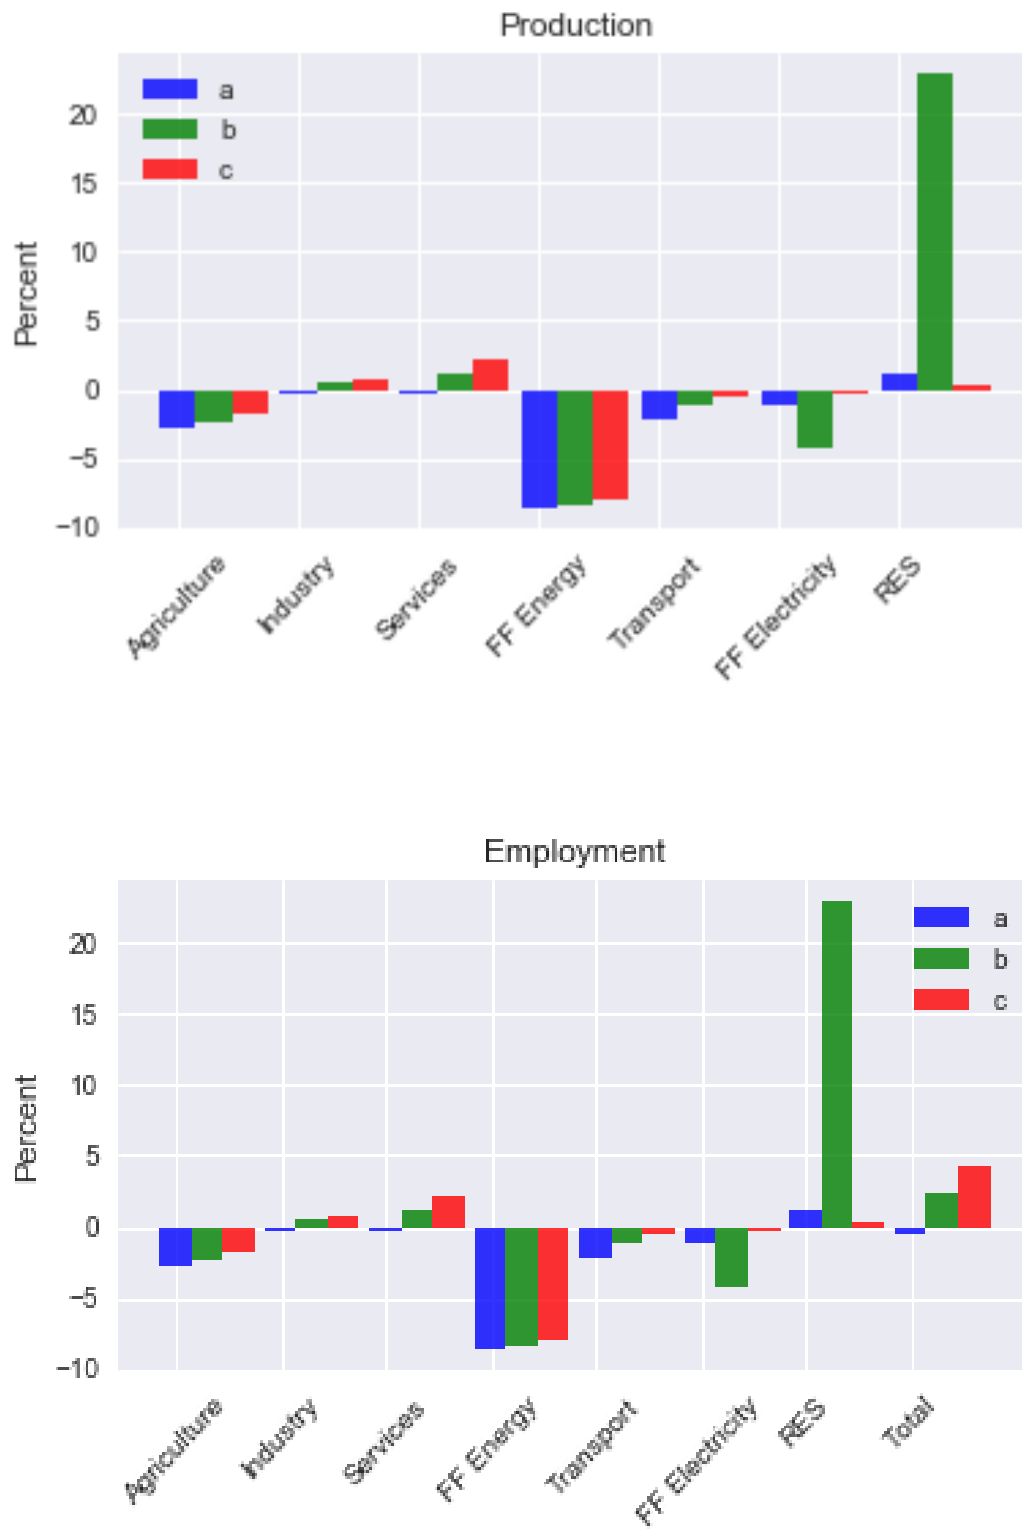 Production
a
b
c
Percent
20
15
10
5
0
−5
−10
Agriculture
Industry
Services
FF Energy
Transport
FF Electricity
RES
Employment
a
b
c
Percent
20
15
10
5
0
−5
−10
Agriculture
Industry
Services
FF Energy
Transport
FF Electricity
RES
Total